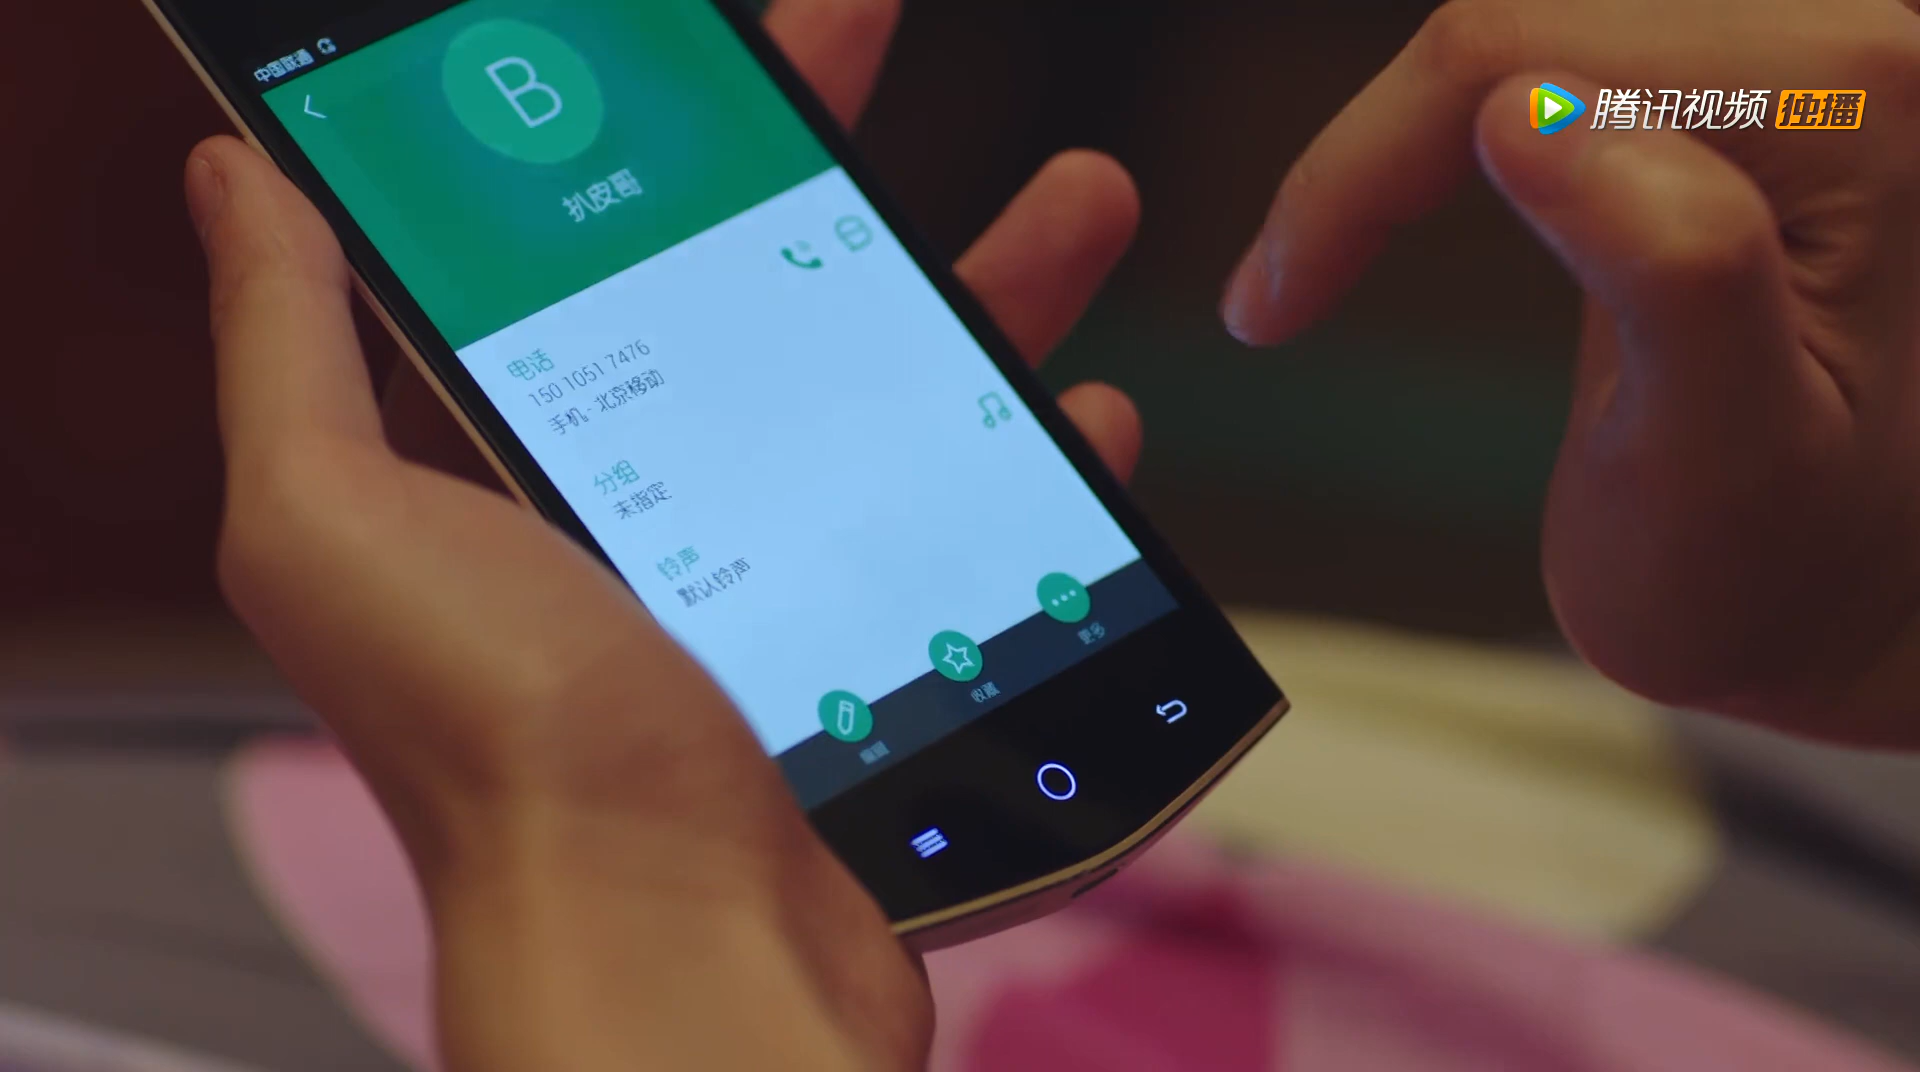 中国联通
腾讯视频 独播
B
扒皮哥
电话
150 1051 7476
手机 - 北京移动
分组
未指定
铃声
默认铃声
更多
收藏
编辑